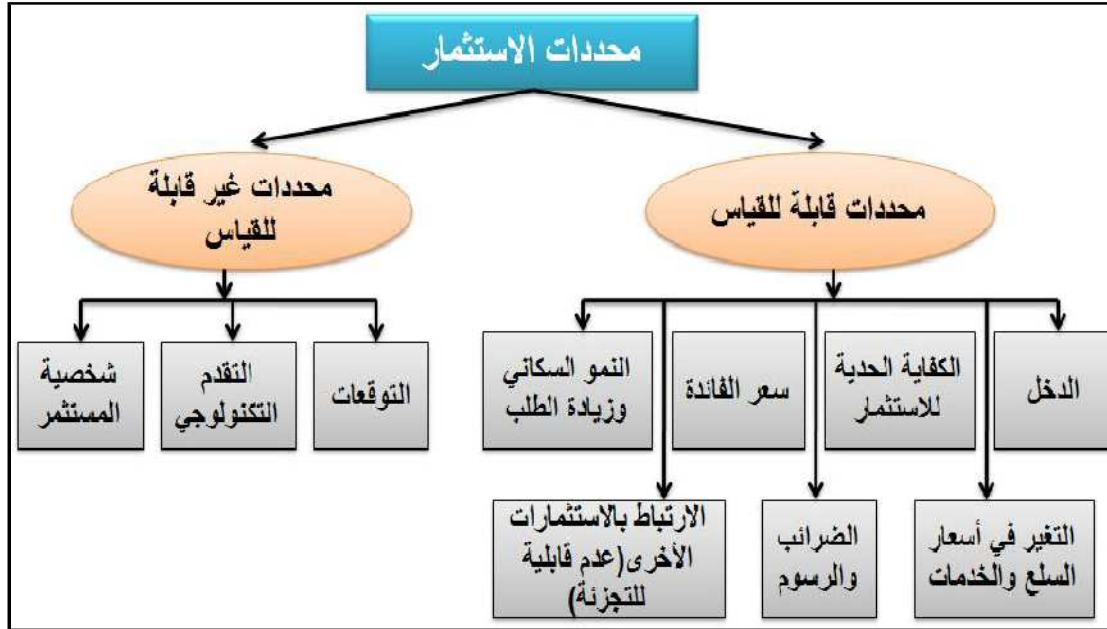 محددات الاستثمار
محددات قابلة للقياس
محددات غير قابلة
للقياس
الدخل
الكفاية الحدية
للاستثمار
سعر الفائدة
النمو السكاني
وزيادة الطلب
التوقعات
التقدم
التكنولوجي
شخصية
المستثمر
التغير في أسعار
السلع والخدمات
الضرائب
والرسوم
الارتباط بالاستثمارات
الأخرى(عدم قابلية
للتجزئة)